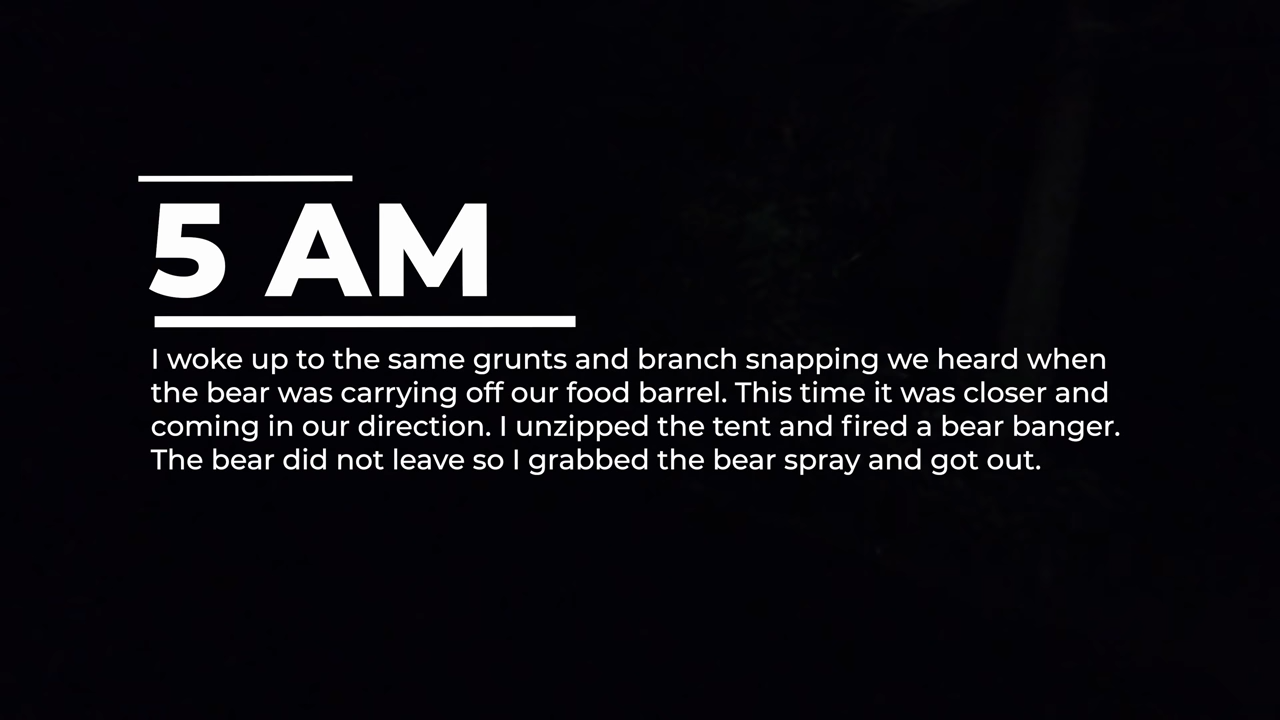 5 AM
I woke up to the same grunts and branch snapping we heard when
the bear was carrying off our food barrel. This time it was closer and
coming in our direction. I unzipped the tent and fired a bear banger.
The bear did not leave so I grabbed the bear spray and got out.